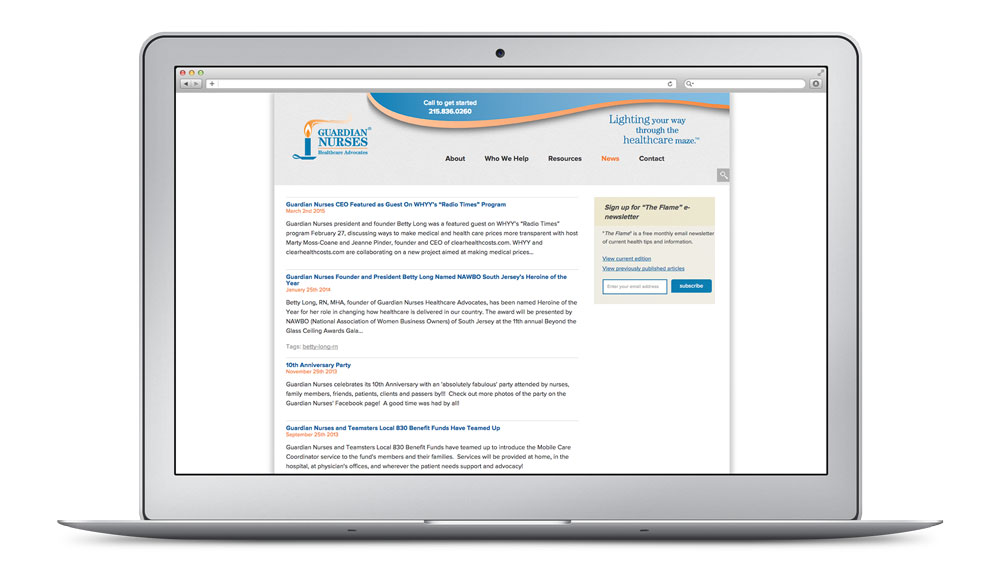 Call to get started
215.836.0260
GUARDIAN®
NURSES
Healthcare Advocates
Lighting your way
through the
healthcare maze.™
About Who We Help Resources News Contact
Guardian Nurses CEO Featured as Guest On WHYY's "Radio Times" Program
March 2nd 2015
Guardian Nurses president and founder Betty Long was a featured guest on WHYY's "Radio Times"
program February 27, discussing ways to make medical and health care prices more transparent with host
Marty Moss-Coane and Jeanne Pinder, founder and CEO of clearhealthcosts.com. WHYY and
clearhealthcosts.com are collaborating on a new project aimed at making medical prices...
Guardian Nurses Founder and President Betty Long Named NAWBO South Jersey's Heroine of the
Year
January 25th 2014
Betty Long, RN, MHA, founder of Guardian Nurses Healthcare Advocates, has been named Heroine of the
Year for her role in changing how healthcare is delivered in our country. The award will be presented by
NAWBO (National Association of Women Business Owners) of South Jersey at the 11th annual Beyond the
Glass Ceiling Awards Gala...
Tags: betty-long-m
10th Anniversary Party
November 25th 2013
Guardian Nurses celebrates its 10th Anniversary with an 'absolutely fabulous' party attended by nurses,
family members, friends, patients, clients and passers by!!! Check out more photos of the party on the
Guardian Nurses' Facebook page! A good time was had by all!
Guardian Nurses and Teamsters Local 830 Benefit Funds Have Teamed Up
September 25th 2013
Guardian Nurses and Teamsters Local 830 Benefit Funds have teamed up to introduce the Mobile Care
Coordinator service to the fund's members and their families. Services will be provided at home, in the
hospital, at physician's offices, and wherever the patient needs support and advocacy!
Sign up for "The Flame" e-
newsletter
"The Flame" is a free monthly email newsletter
of current health tips and information.
View current edition
View previously published articles
Enter your email address subscribe